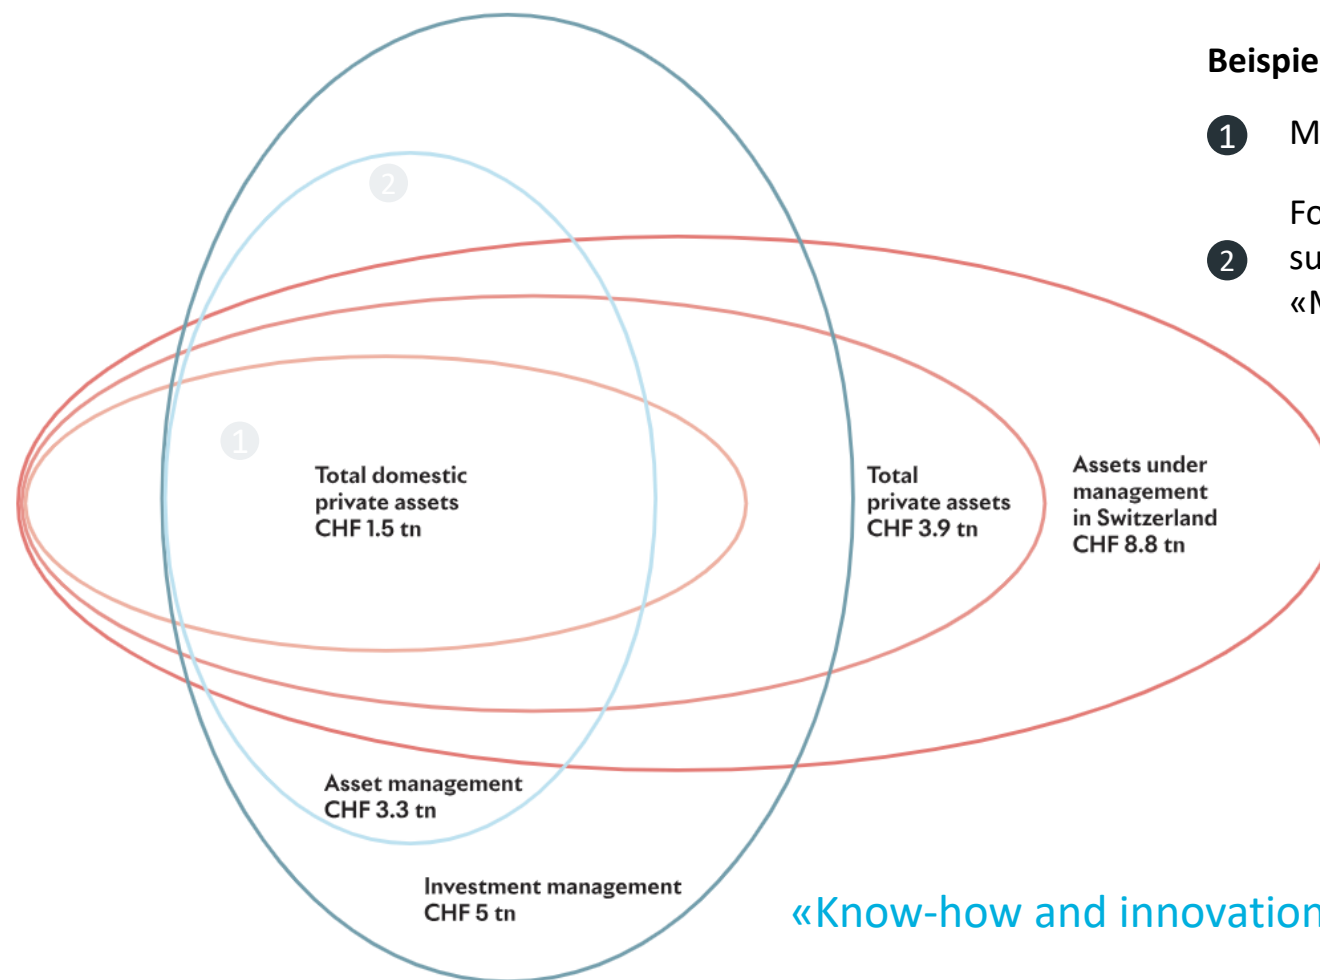 Beispie
1
M
Fo
2
su
«M
2
1
Total domestic
private assets
CHF 1.5 tn
Total
private assets
CHF 3.9 tn
Assets under
management
in Switzerland
CHF 8.8 tn
Asset management
CHF 3.3 tn
Investment management
CHF 5 tn
«Know-how and innovation